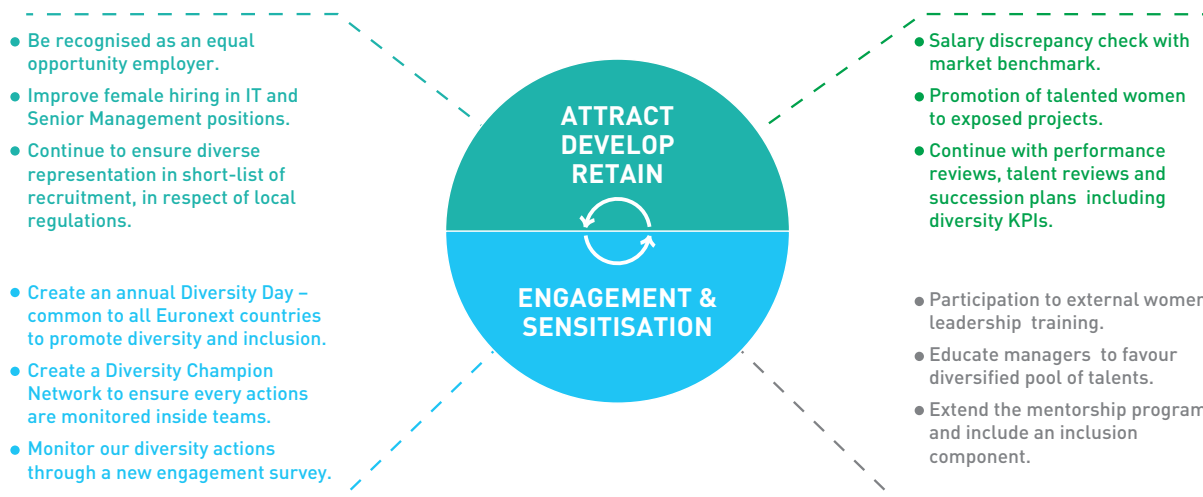 Be recognised as an equal
opportunity employer.
Improve female hiring in IT and
Senior Management positions.
Continue to ensure diverse
representation in short-list of
recruitment, in respect of local
regulations.
ATTRACT
DEVELOP
RETAIN
Salary discrepancy check with
market benchmark.
Promotion of talented women
to exposed projects.
Continue with performance
reviews, talent reviews and
succession plans including
diversity KPIs.
Create an annual Diversity Day –
common to all Euronext countries
to promote diversity and inclusion.
Create a Diversity Champion
Network to ensure every actions
are monitored inside teams.
Monitor our diversity actions
through a new engagement survey.
ENGAGEMENT &
SENSITISATION
Participation to external women
leadership training.
Educate managers to favour
diversified pool of talents.
Extend the mentorship program
and include an inclusion
component.